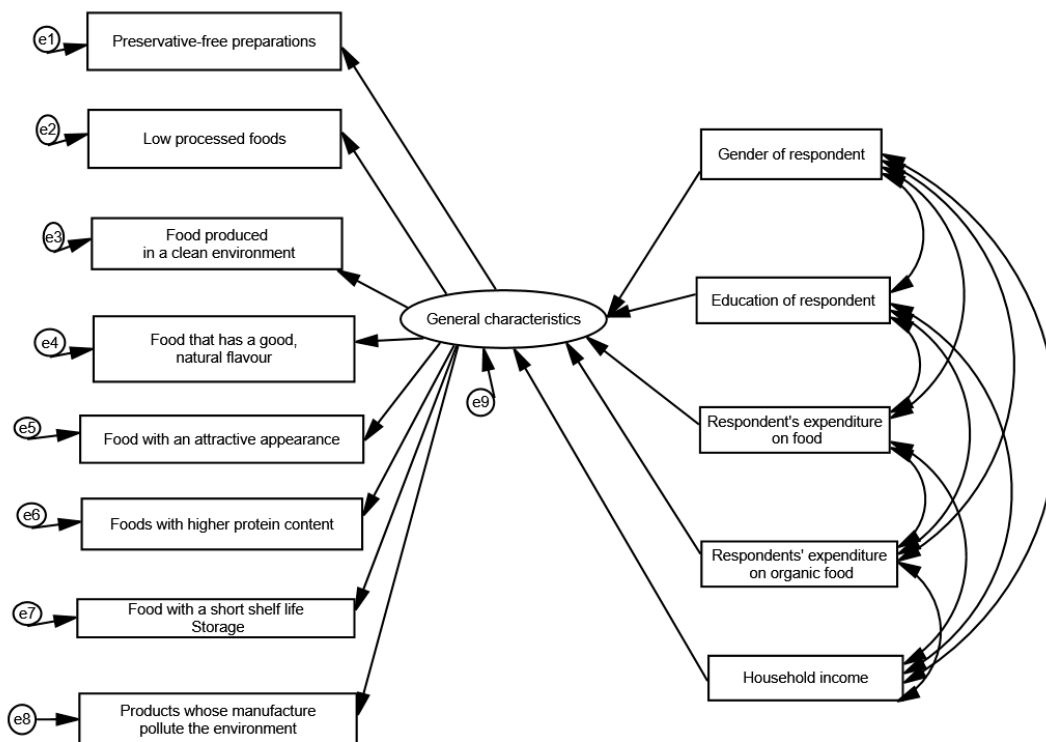 e1
Preservative-free preparations
e2
Low processed foods
e3
Food produced
in a clean environment
e4
Food that has a good,
natural flavour
e5
Food with an attractive appearance
e6
Foods with higher protein content
e7
Food with a short shelf life
Storage
e8
Products whose manufacture
pollute the environment
General characteristics
e9
Gender of respondent
Education of respondent
Respondent's expenditure
on food
Respondents' expenditure
on organic food
Household income